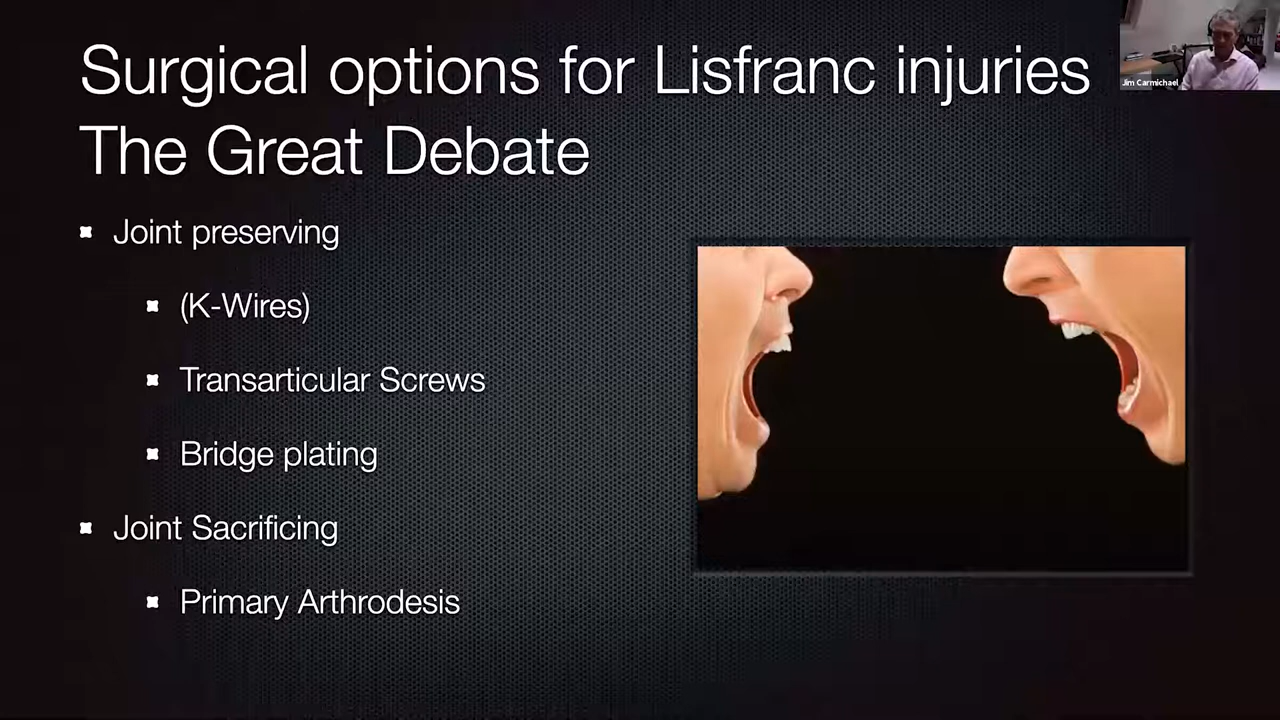 Surgical options for Lisfranc injuries
The Great Debate
Jim Carmichael
Joint preserving
(K-Wires)
Transarticular Screws
Bridge plating
Joint Sacrificing
Primary Arthrodesis